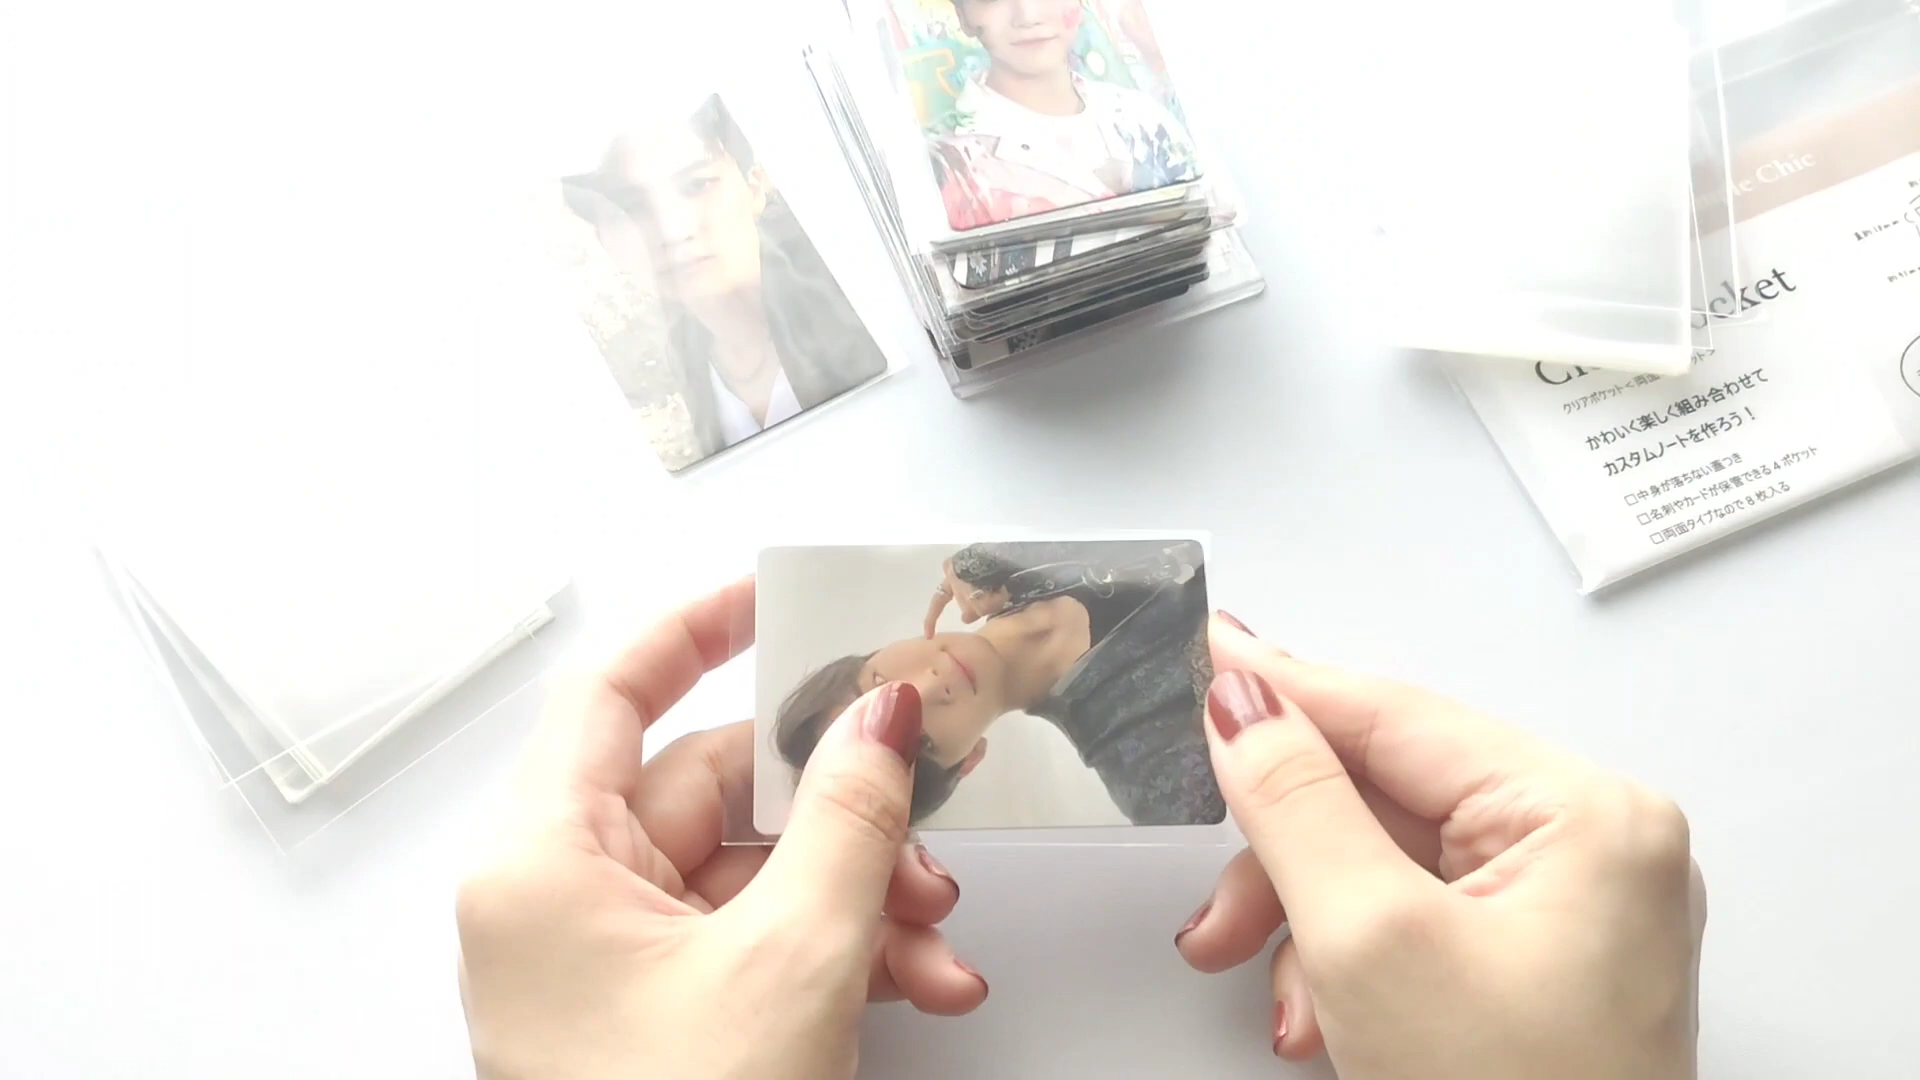 Chic
cket
クリアポケット<両面
かわいく楽しく組み合わせて
カスタムノートを作ろう！
□中身が落ちない蓋つき
□名刺やカードが保管できる4ポケット
□両面タイプなので8枚入る